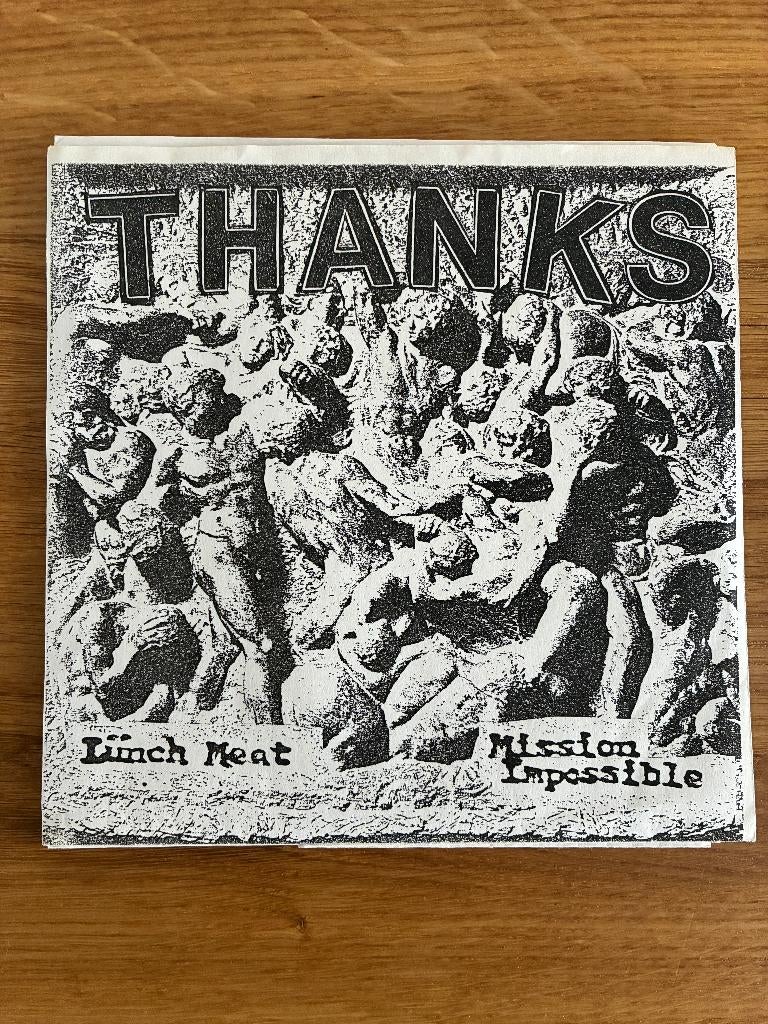 THANKS
Lünch Meat
Mission
Impossible